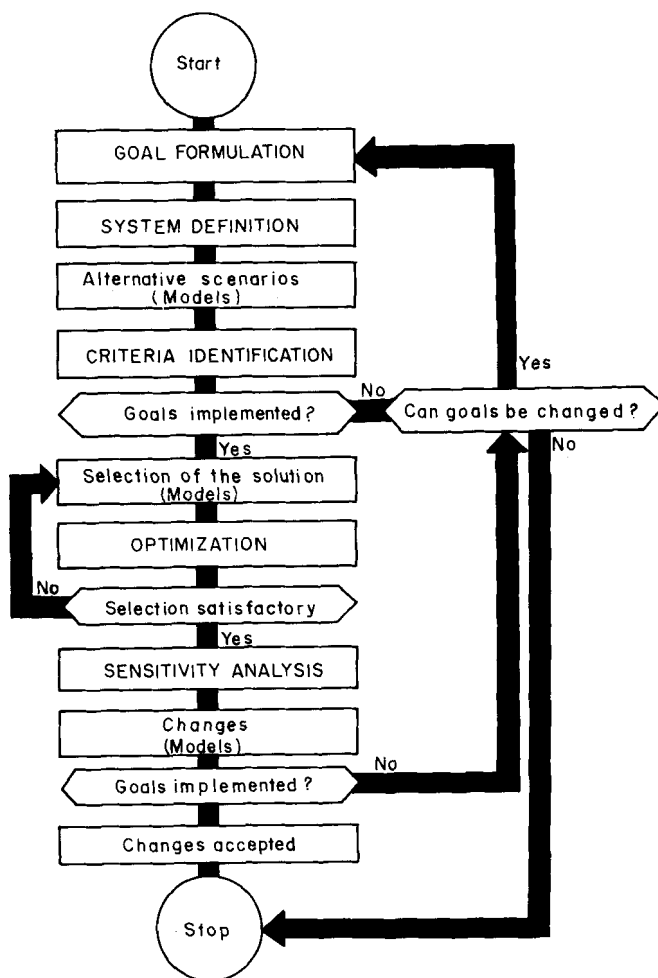 Start
GOAL FORMULATION
SYSTEM DEFINITION
Alternative scenarios
(Models)
CRITERIA IDENTIFICATION
Goals implemented?
No
Can goals be changed?
Yes
No
Yes
Selection of the solution
(Models)
OPTIMIZATION
No
Selection satisfactory
Yes
SENSITIVITY ANALYSIS
Changes
(Models)
Goals implemented?
No
Changes accepted
Stop